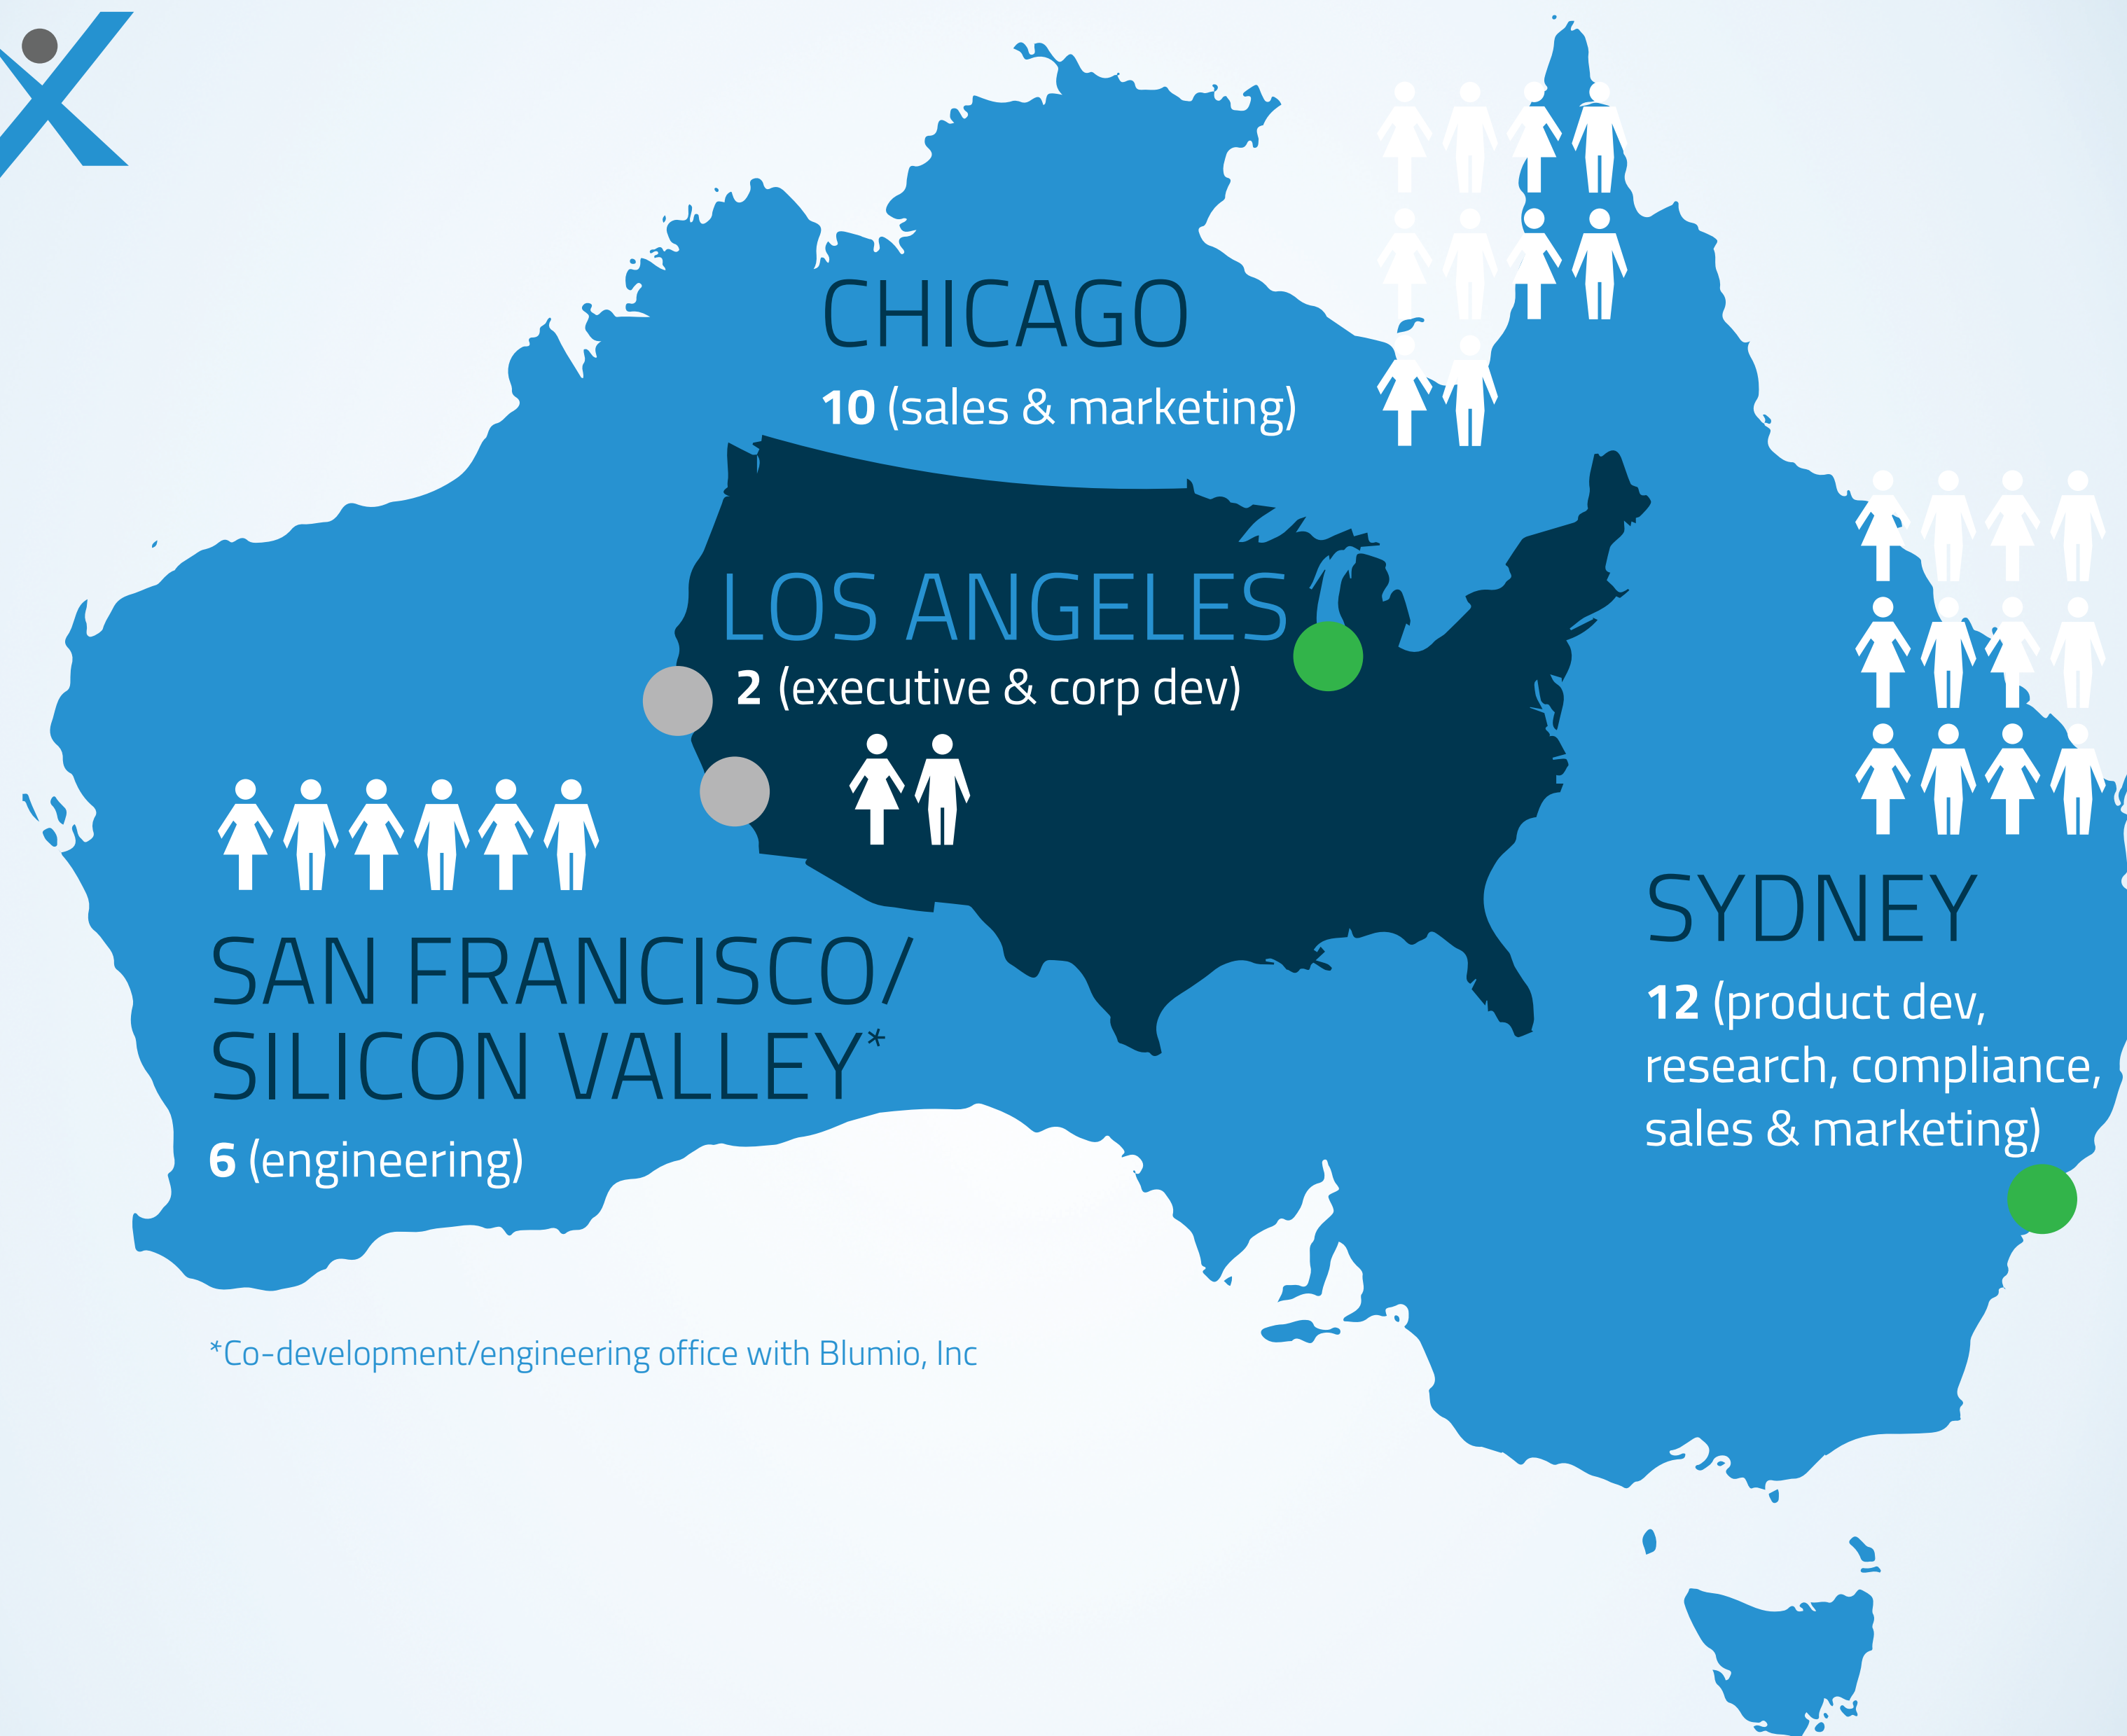 CHICAGO
10 (sales & marketing)
LOS ANGELES
2 (executive & corp dev)
SAN FRANCISCO/
SILICON VALLEY*
6 (engineering)
SYDNEY
12 (product dev,
research, compliance,
sales & marketing)
*Co-development/engineering office with Blumio, Inc